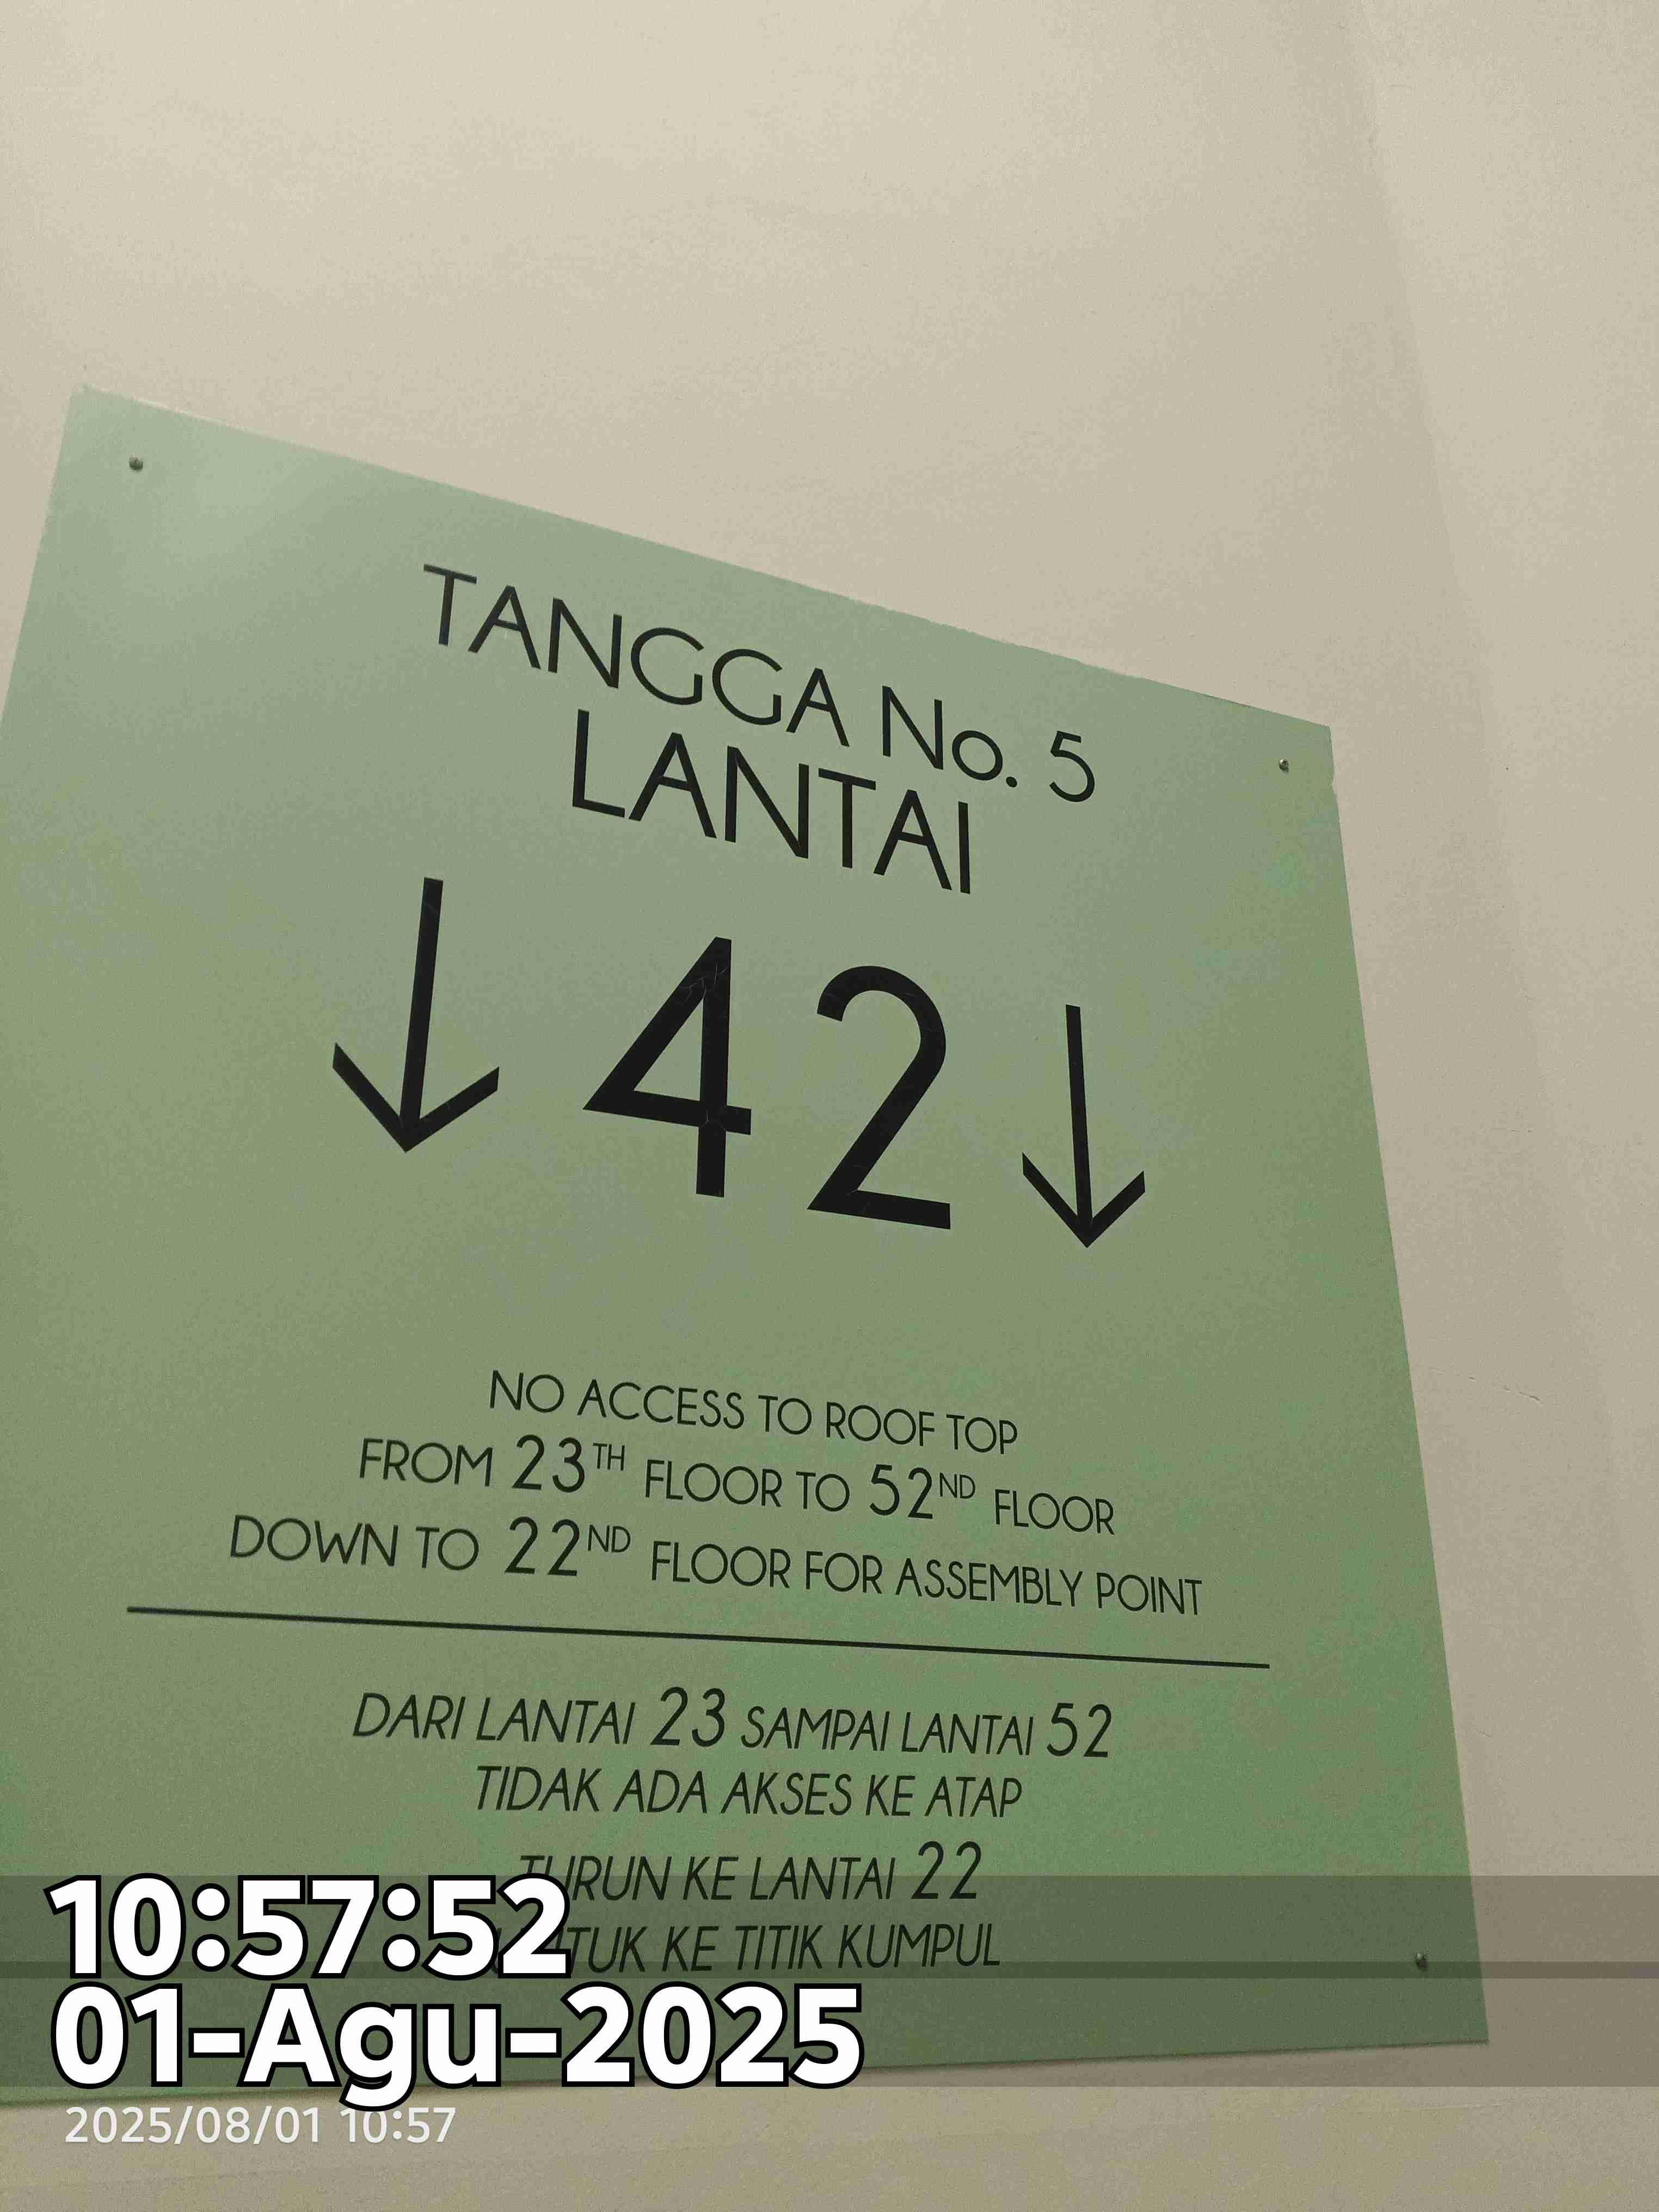 TANGGA No. 5
LANTAI
↓ 42 ↓
NO ACCESS TO ROOF TOP
FROM 23TH FLOOR TO 52ND FLOOR
DOWN TO 22ND FLOOR FOR ASSEMBLY POINT
DARI LANTAI 23 SAMPAI LANTAI 52
TIDAK ADA AKSES KE ATAP
TURUN KE LANTAI 22
UNTUK KE TITIK KUMPUL
10:57:52
01-Agu-2025
2025/08/01 10:57